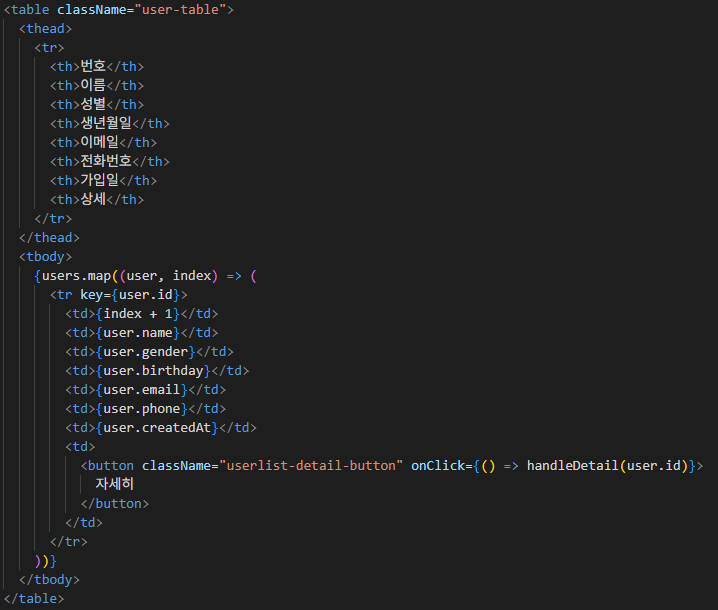 <table className="user-table">
<thead>
<tr>
<th>번호</th>
<th>이름</th>
<th>성별</th>
<th>생년월일</th>
<th>이메일</th>
<th>전화번호</th>
<th>가입일</th>
<th>상세</th>
</tr>
</thead>
<tbody>
{users.map((user, index) => (
<tr key={user.id}>
<td>{index + 1}</td>
<td>{user.name}</td>
<td>{user.gender}</td>
<td>{user.birthday}</td>
<td>{user.email}</td>
<td>{user.phone}</td>
<td>{user.createdAt}</td>
<td>
<button className="userlist-detail-button" onClick={() => handleDetail(user.id)}>
자세히
</button>
</td>
</tr>
))}
</tbody>
</table>